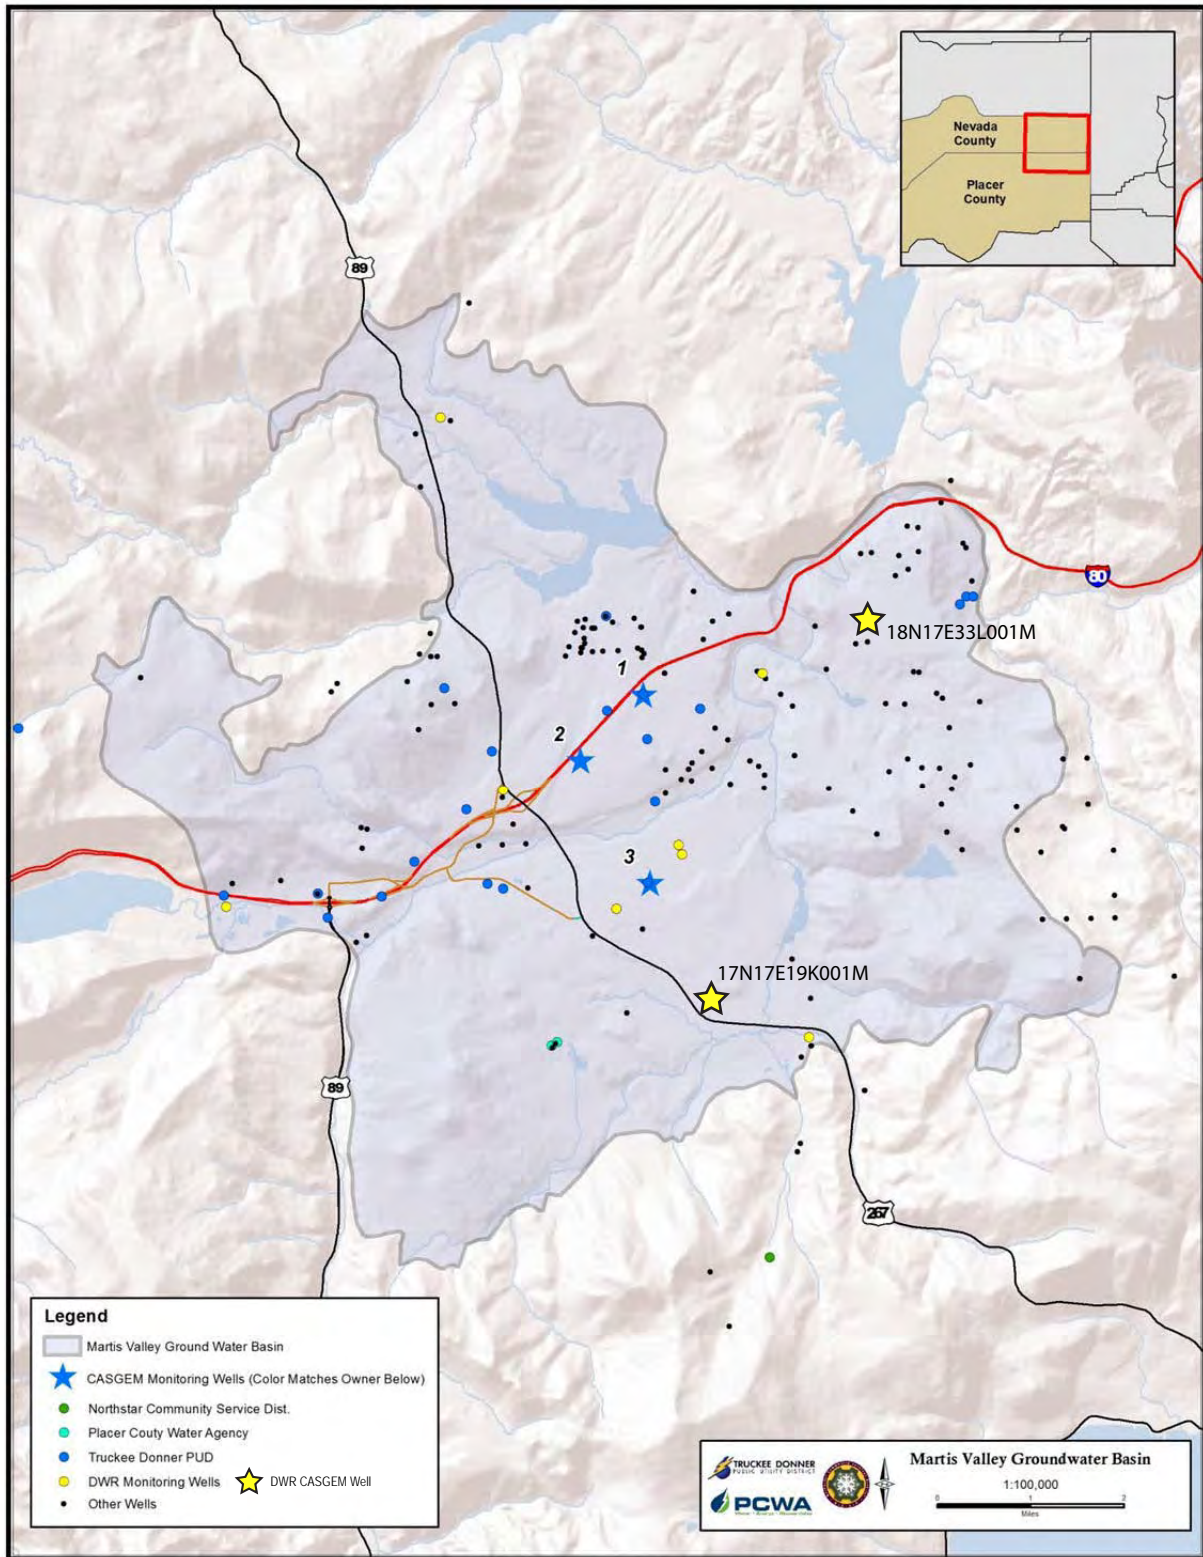 Nevada
County
Placer
County
89
80
18N17E33L001M
1
2
3
17N17E19K001M
89
267
Legend
Martis Valley Ground Water Basin
CASGEM Monitoring Wells (Color Matches Owner Below)
Northstar Community Service Dist.
Placer Couty Water Agency
Truckee Donner PUD
DWR Monitoring Wells DWR CASGEM Well
Other Wells
TRUCKEE DONNER
PUBLIC UTILITY DISTRICT
PCWA
Martis Valley Groundwater Basin
1:100,000
0 1 2
Miles